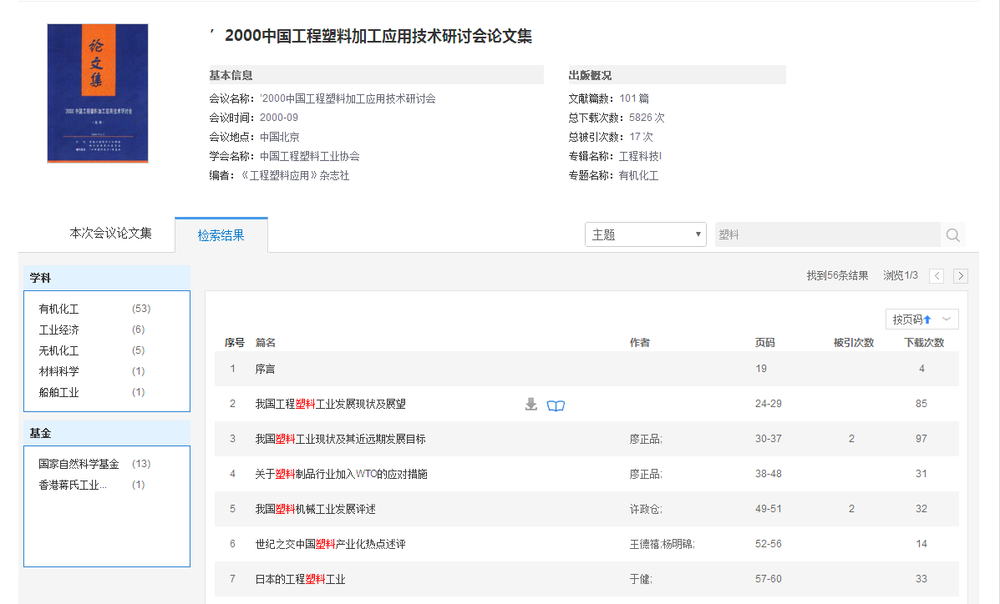 论
文
集
2000中国工程塑料加工应用技术研讨会
′ 2000中国工程塑料加工应用技术研讨会论文集
基本信息
会议名称：'2000中国工程塑料加工应用技术研讨会
会议时间：2000-09
会议地点：中国北京
学会名称：中国工程塑料工业协会
编者：《工程塑料应用》杂志社
出版概况
文献篇数：101 篇
总下载次数：5826 次
总被引次数：17 次
专辑名称：工程科技I
专题名称：有机化工
本次会议论文集 检索结果 主题 塑料
学科
有机化工 (53)
工业经济 (6)
无机化工 (5)
材料科学 (1)
船舶工业 (1)
基金
国家自然科学基金 (13)
香港蒋氏工业... (1)
找到56条结果 浏览1/3 < >
按页码
序号 篇名 作者 页码 被引次数 下载次数
1 序言 19 4
2 我国工程塑料工业发展现状及展望 24-29 85
3 我国塑料工业现状及其近远期发展目标 廖正品; 30-37 2 97
4 关于塑料制品行业加入WTO的应对措施 廖正品; 38-48 31
5 我国塑料机械工业发展评述 许政仓; 49-51 2 32
6 世纪之交中国塑料产业化热点述评 王德禧;杨明锦; 52-56 14
7 日本的工程塑料工业 于健; 57-60 33